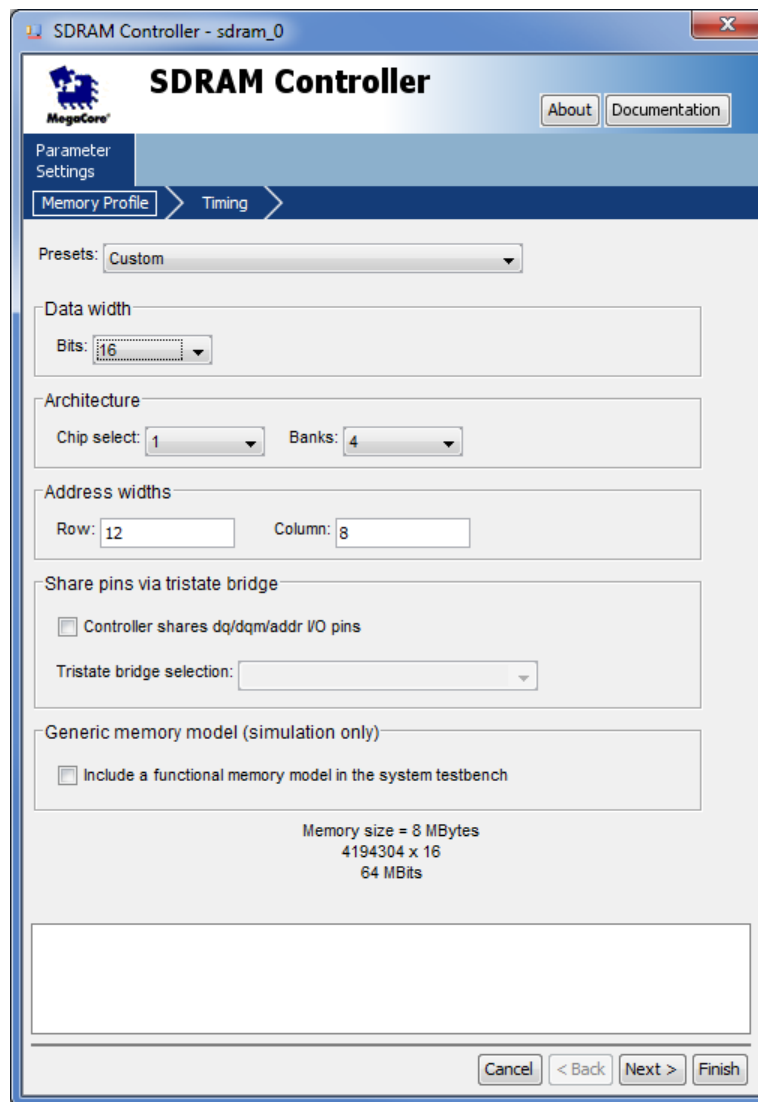 SDRAM Controller - sdram_0
SDRAM Controller
MegaCore®
About Documentation
Parameter
Settings
Memory Profile Timing
Presets: Custom
Data width
Bits: 16
Architecture
Chip select: 1 Banks: 4
Address widths
Row: 12 Column: 8
Share pins via tristate bridge
Controller shares dq/dqm/addr I/O pins
Tristate bridge selection:
Generic memory model (simulation only)
Include a functional memory model in the system testbench
Memory size = 8 MBytes
4194304 x 16
64 MBits
Cancel < Back Next > Finish